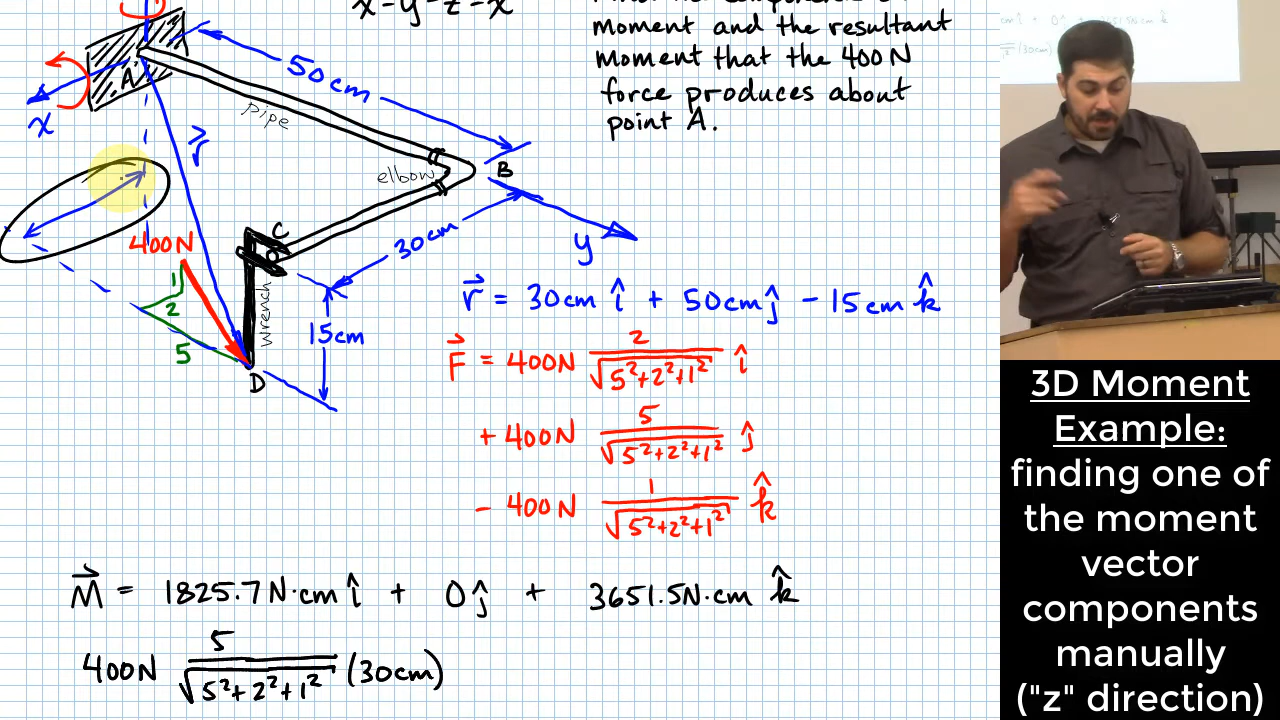 x-y-z-x
moment and the resultant
moment that the 400N
force produces about
point A.
50cm
A
x
pipe
r⃗
elbow
B
C
30cm
y
400N
1
2
5
wrench
15cm
D
r⃗ = 30cm î + 50cm ĵ - 15cm k̂
F⃗ = 400N 2/√(5²+2²+1²) î
+ 400N 5/√(5²+2²+1²) ĵ
- 400N 1/√(5²+2²+1²) k̂
M⃗ = 1825.7N·cm î + 0ĵ + 3651.5N·cm k̂
400N 5/√(5²+2²+1²) (30cm)
3D Moment
Example:
finding one of
the moment
vector
components
manually
("z" direction)